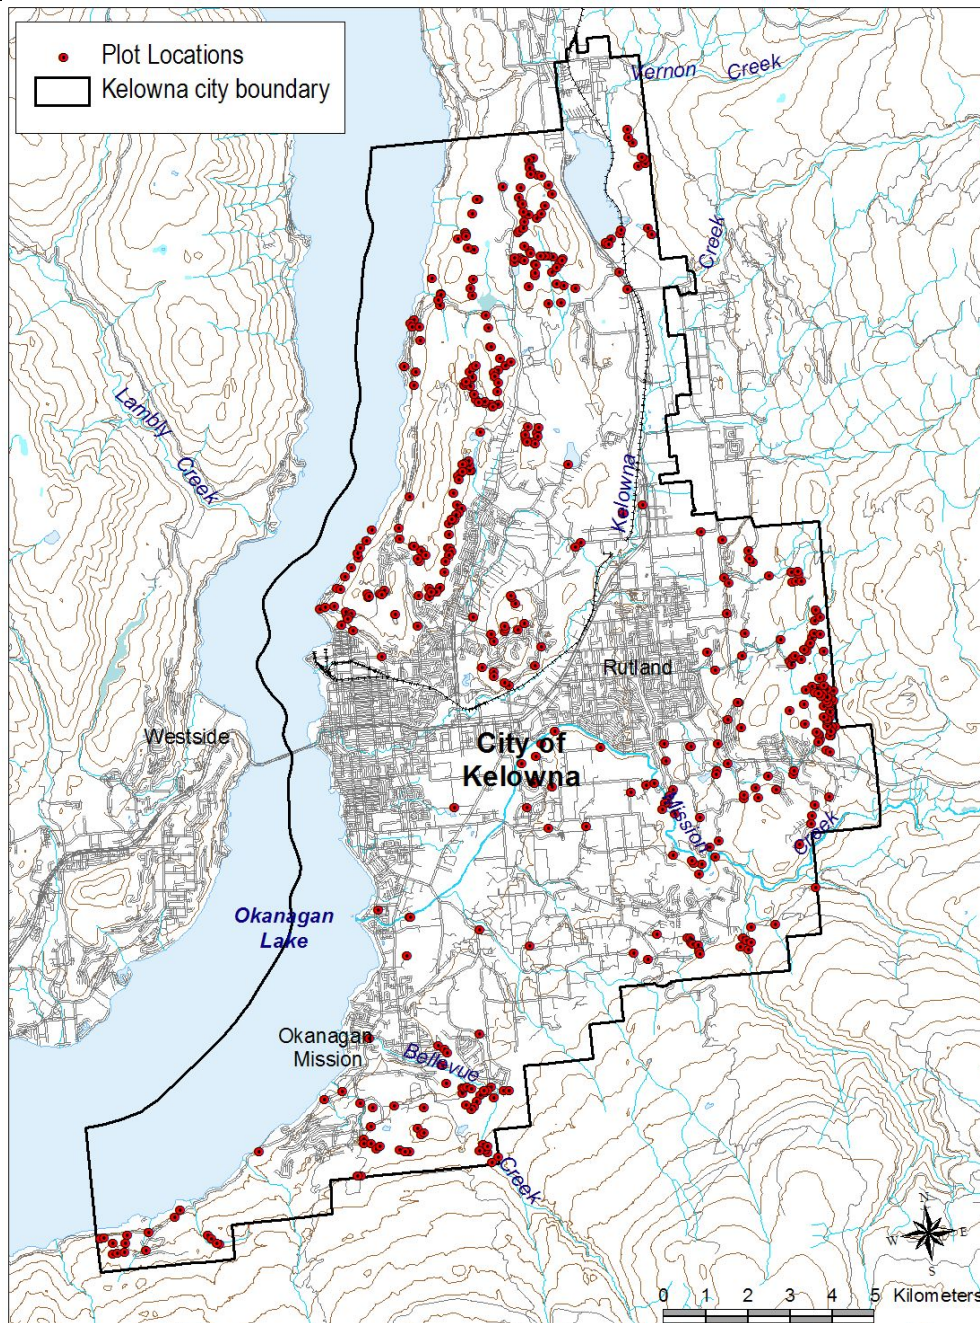 Plot Locations
Kelowna city boundary
Vernon Creek
Creek
Lambly
Creek
Kelowna
Rutland
Westside
City of
Kelowna
Mission
Creek
Okanagan
Lake
Okanagan
Mission
Bellevue
Creek
N
W E
S
0 1 2 3 4 5 Kilometers